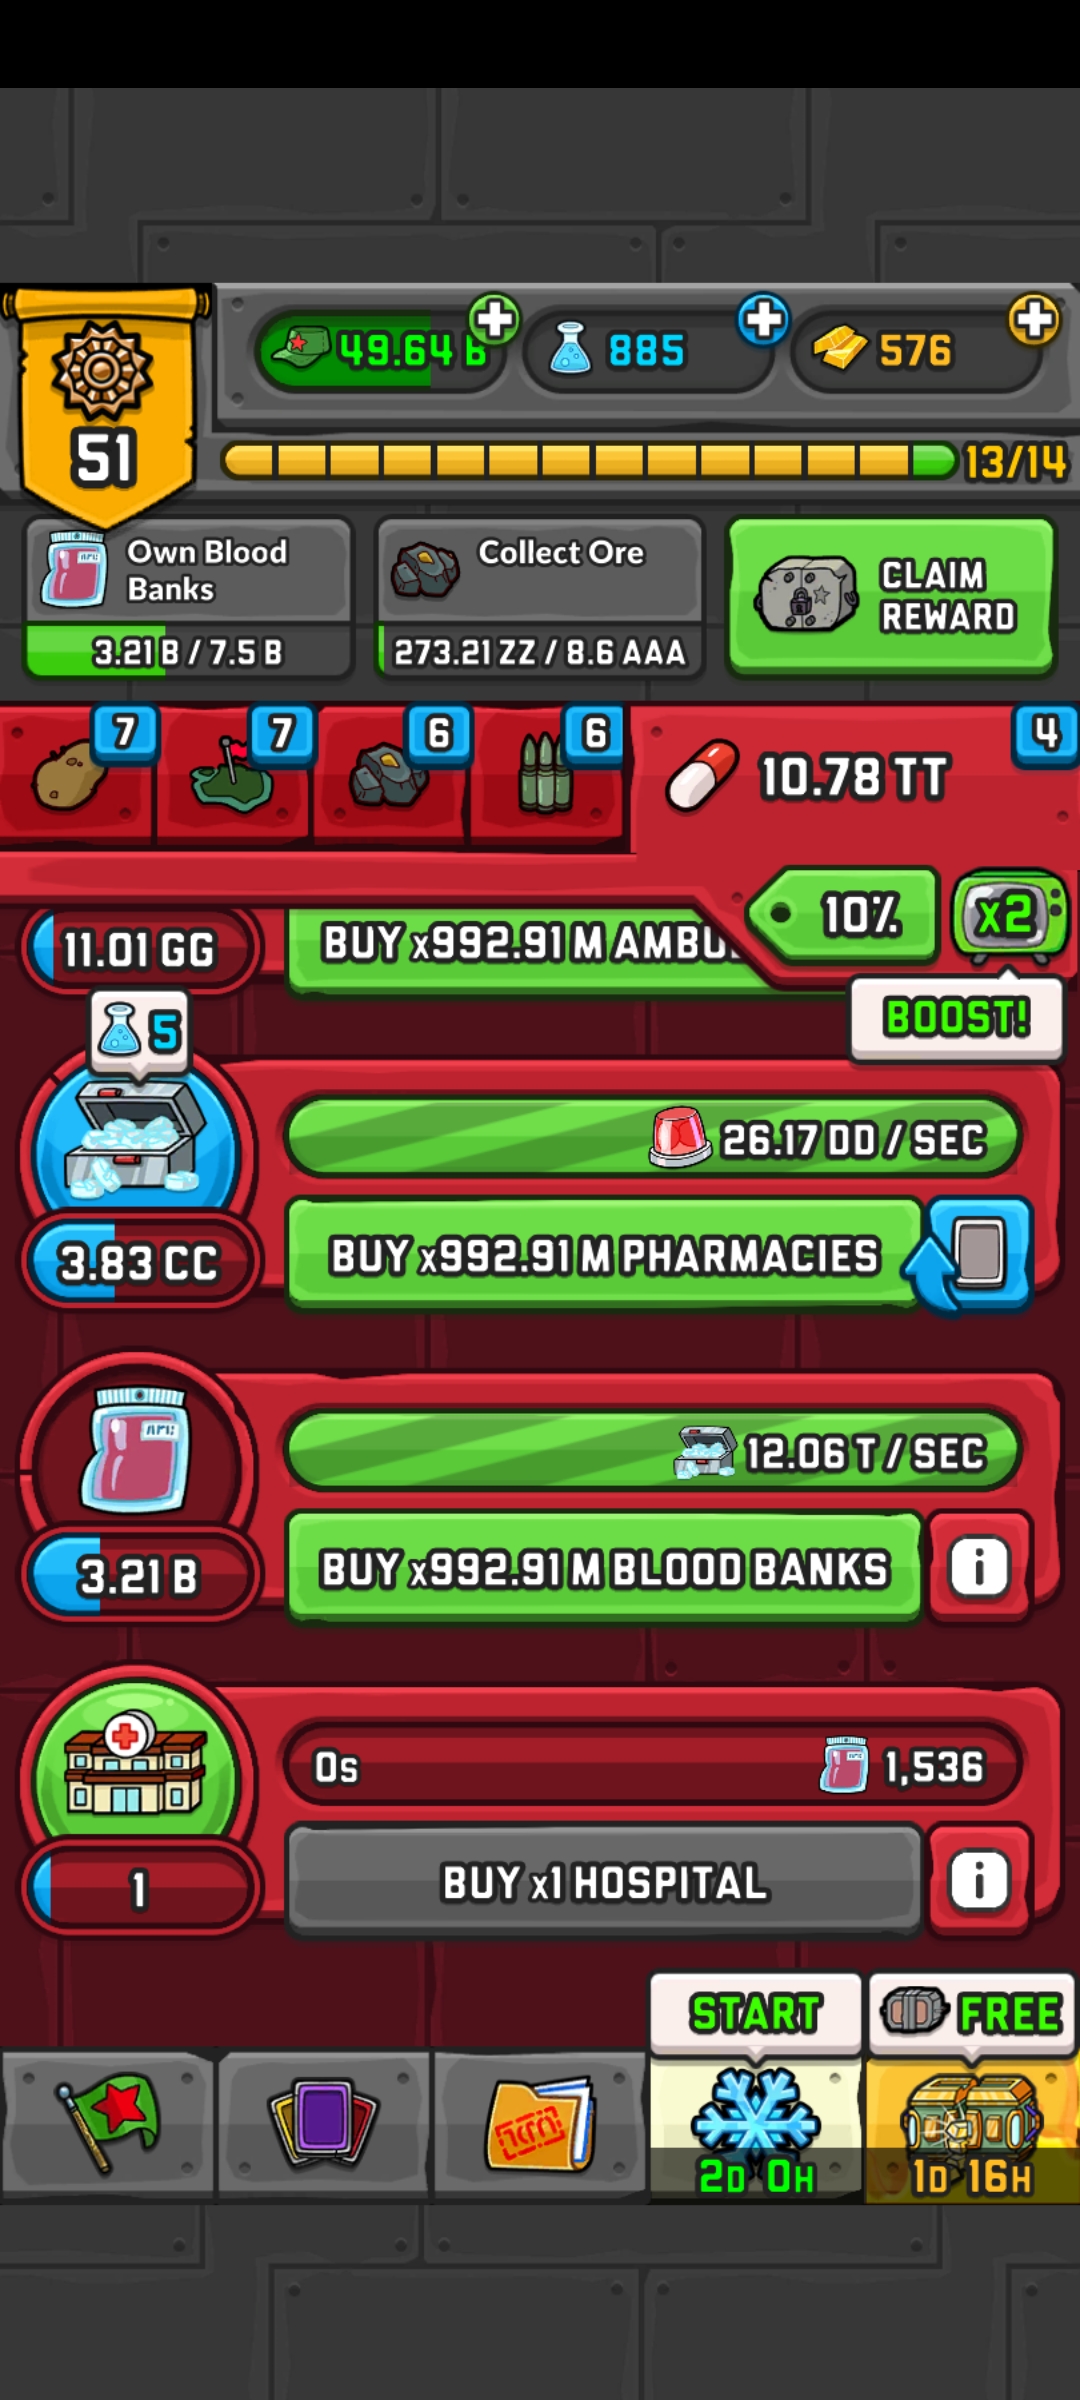 51
49.64 B
885
576
13/14
Own Blood
Banks
3.21 B / 7.5 B
Collect Ore
273.21 ZZ / 8.6 AAA
CLAIM
REWARD
7
7
6
6
4
10.78 TT
10%
x2
BOOST!
11.01 GG
BUY x992.91 M
5
26.17 DD / SEC
3.83 CC
BUY x992.91 M PHARMACIES
12.06 T / SEC
3.21 B
BUY x992.91 M BLOOD BANKS
i
0s
1,536
1
BUY x1 HOSPITAL
i
START
FREE
2D 0H
1D 16H